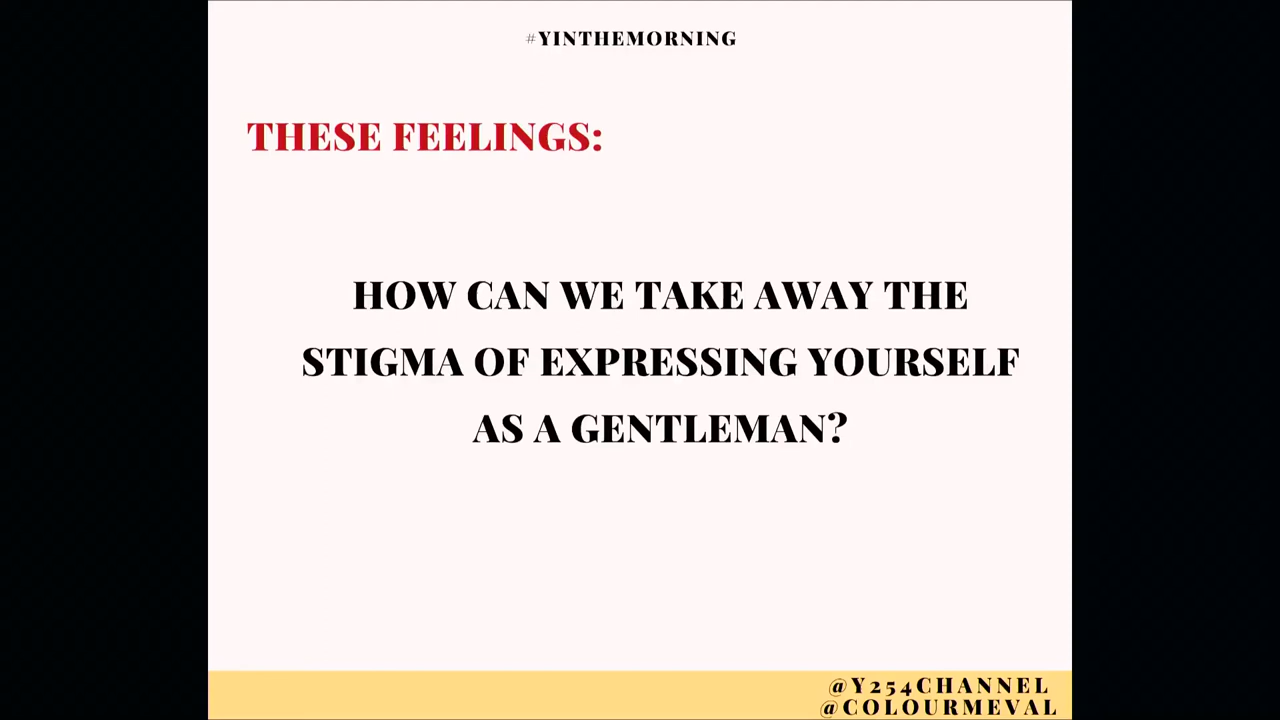 #YINTHEMORNING
THESE FEELINGS:
HOW CAN WE TAKE AWAY THE
STIGMA OF EXPRESSING YOURSELF
AS A GENTLEMAN?
@Y254CHANNEL
@COLOURMEVAL